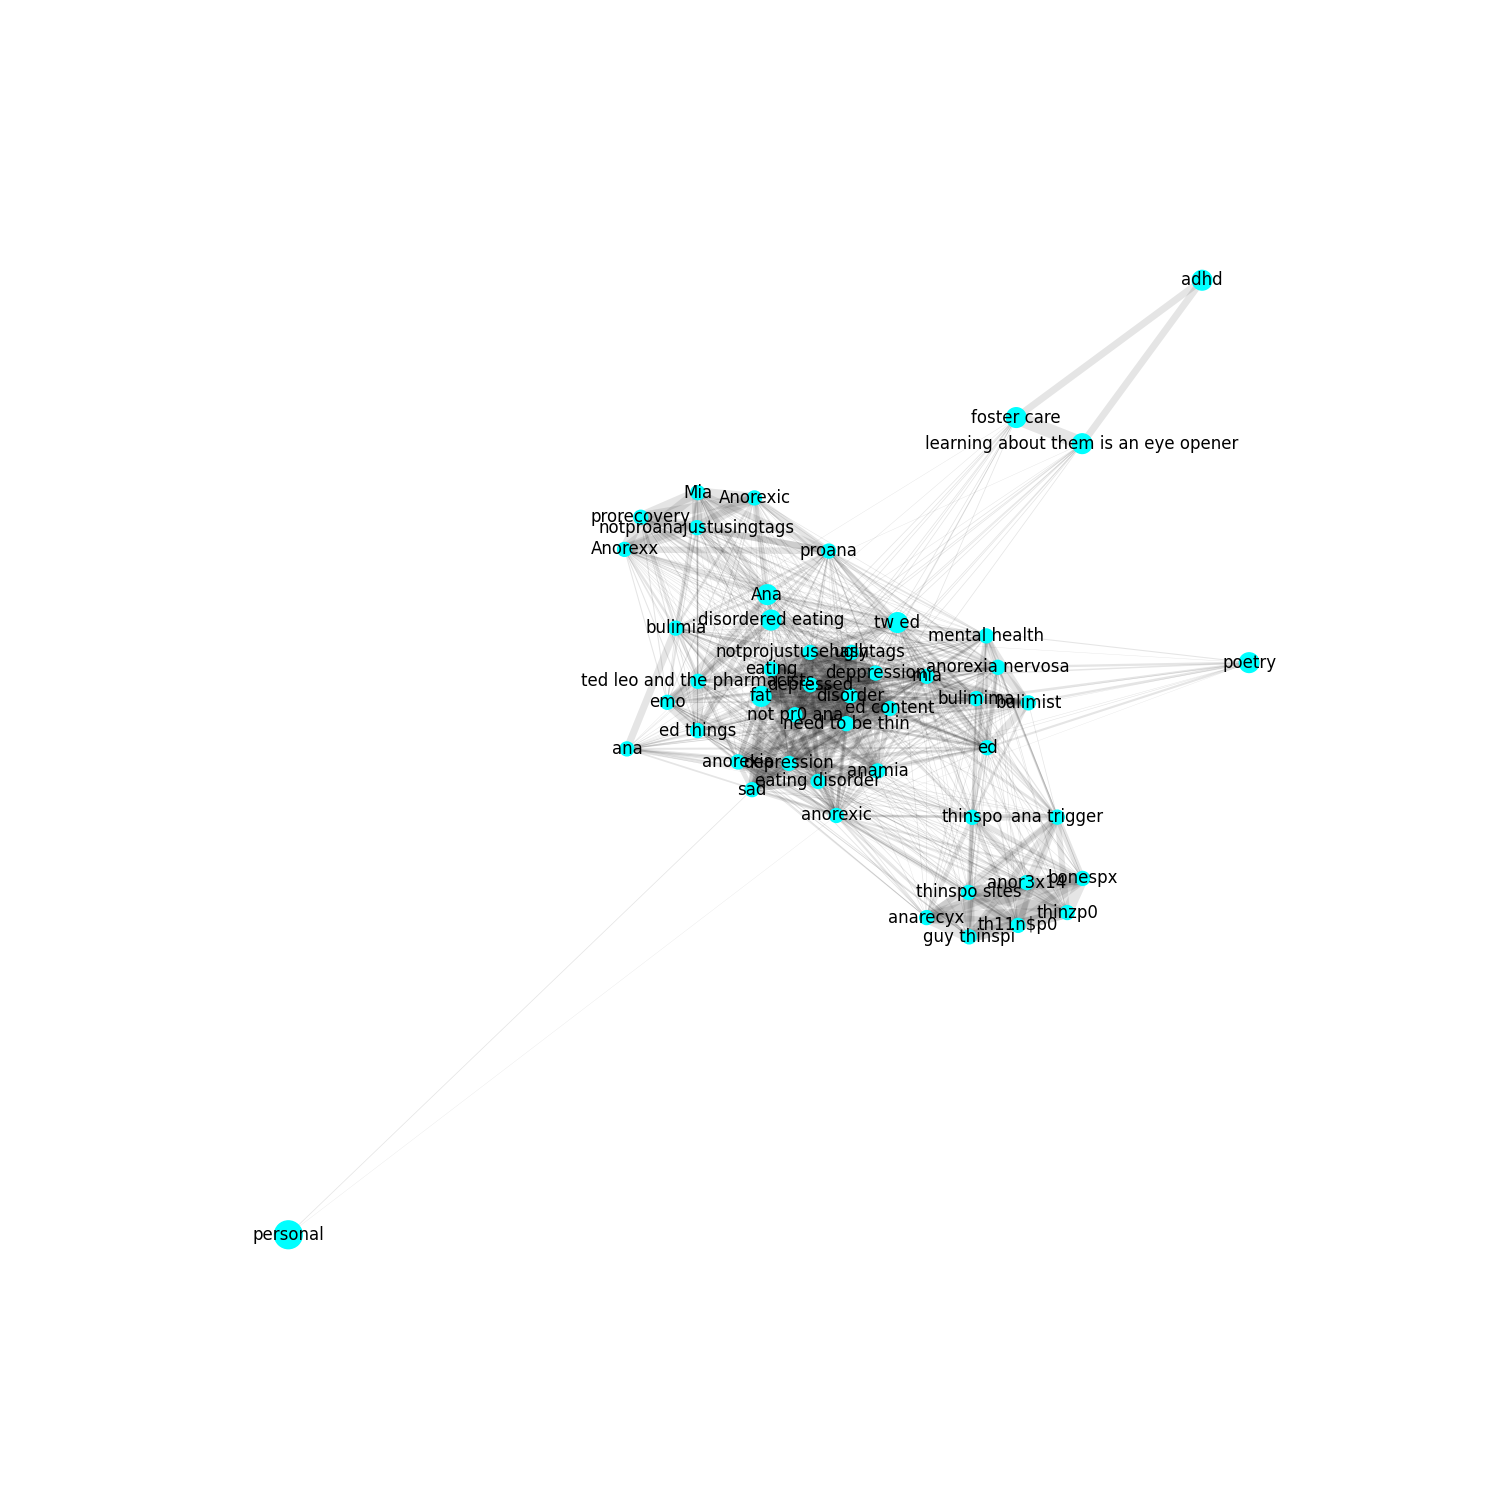 adhd
foster care
learning about them is an eye opener
Mia
Anorexic
prorecovery
notproanajustusingtags
Anorexx
proana
Ana
disordered eating
tw ed
bulimia
mental health
notprojustusehashtags
ugly
poetry
anorexia nervosa
eating
deppression
mia
ted leo and the pharmacists
depressed
fat
disorder
bulimima
emo
bulimist
ed content
not pr0 ana
need to be thin
ed things
ana
ed
anorexia
depression
anamia
eating disorder
sad
anorexic
thinspo
ana trigger
bonespx
anor3x14
thinspo sites
thinzp0
anarecyx
th11n$p0
guy thinspi
personal